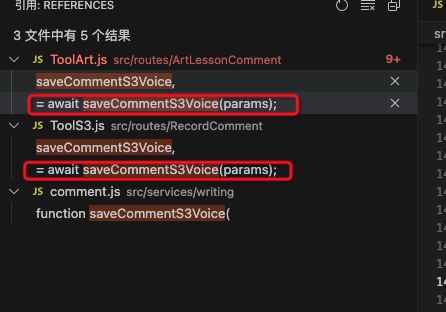 引用: REFERENCES
3 文件中有 5 个结果
JS ToolArt.js src/routes/ArtLessonComment 9+
saveCommentS3Voice,
= await saveCommentS3Voice(params);
JS ToolS3.js src/routes/RecordComment
saveCommentS3Voice,
= await saveCommentS3Voice(params);
JS comment.js src/services/writing
function saveCommentS3Voice(
JS
src